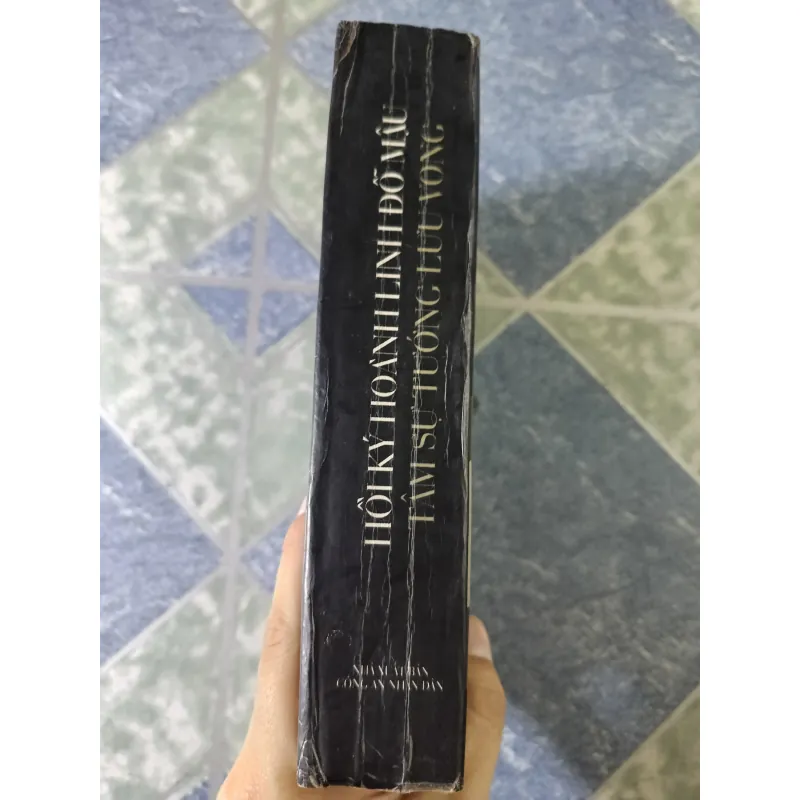 HỒI KÝ HOÀNH LINH ĐỖ MẬU
TÂM SỰ TƯỚNG LƯU VONG
NHÀ XUẤT BẢN
CÔNG AN NHÂN DÂN